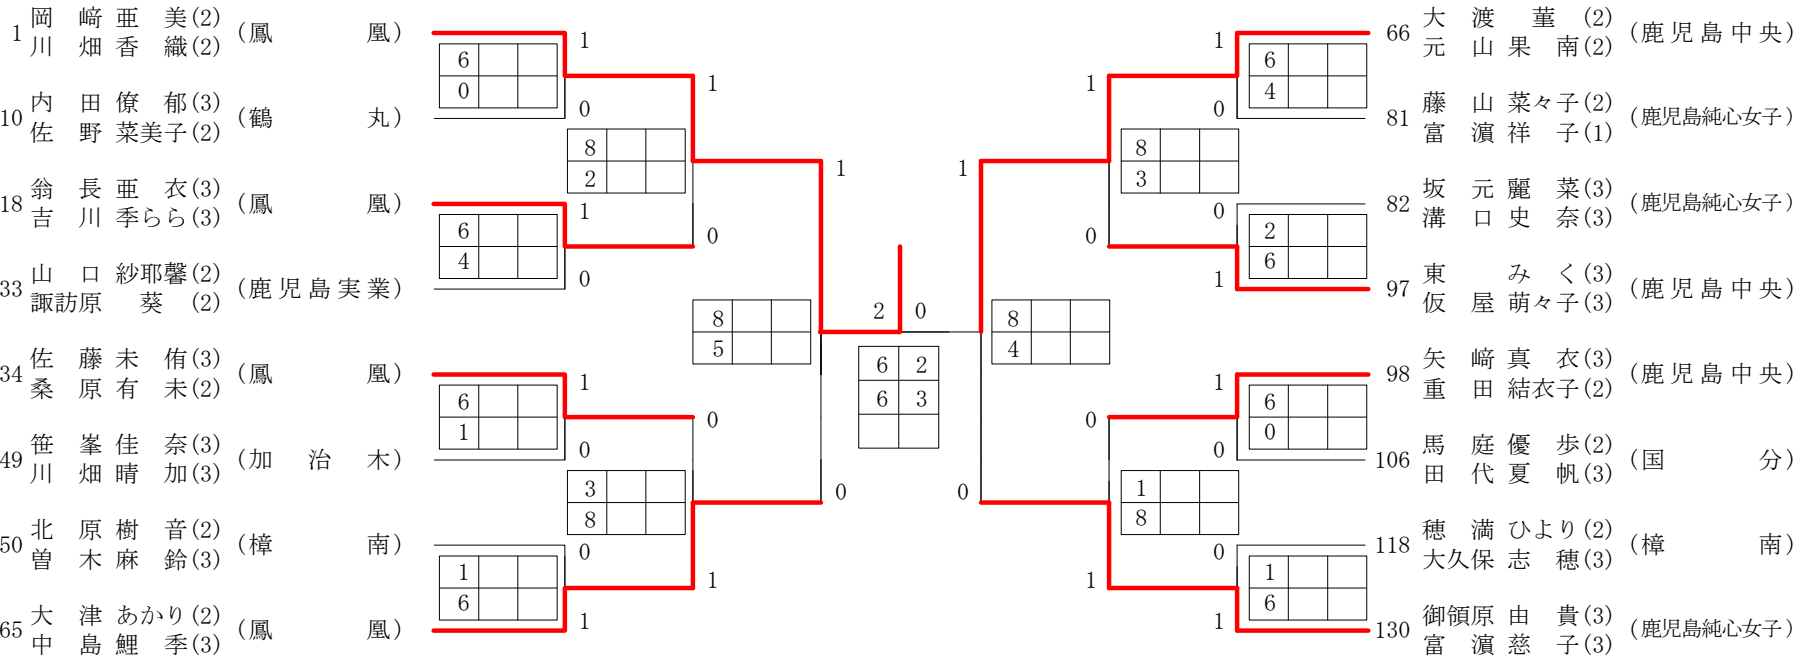 1 岡﨑亜美(2) (鳳凰)
川畑香織(2)
1
6
0
0
10 内田僚郁(3) (鶴丸)
佐野菜美子(2)
1
8
2
18 翁長亜衣(3) (鳳凰)
吉川季らら(3)
1
6
4
0
33 山口紗耶馨(2) (鹿児島実業)
諏訪原葵(2)
0
1
8
5
34 佐藤未侑(3) (鳳凰)
桑原有未(2)
1
6
1
0
49 笹峯佳奈(3) (加治木)
川畑晴加(3)
0
3
8
50 北原樹音(2) (樟南)
曽木麻鈴(3)
0
1
6
1
65 大津あかり(2) (鳳凰)
中島鯉季(3)
1
0
2 0
6 2
6 3
66 大渡菫(2) (鹿児島中央)
元山果南(2)
1
6
4
0
81 藤山菜々子(2) (鹿児島純心女子)
富濵祥子(1)
1
8
3
82 坂元麗菜(3) (鹿児島純心女子)
溝口史奈(3)
0
2
6
1
97 東みく(3) (鹿児島中央)
仮屋萌々子(3)
0
1
8
4
98 矢﨑真衣(3) (鹿児島中央)
重田結衣子(2)
1
6
0
0
106 馬庭優歩(2) (国分)
田代夏帆(3)
0
1
8
118 穂満ひより(2) (樟南)
大久保志穂(3)
0
1
6
1
130 御領原由貴(3) (鹿児島純心女子)
富濵慈子(3)
1
0